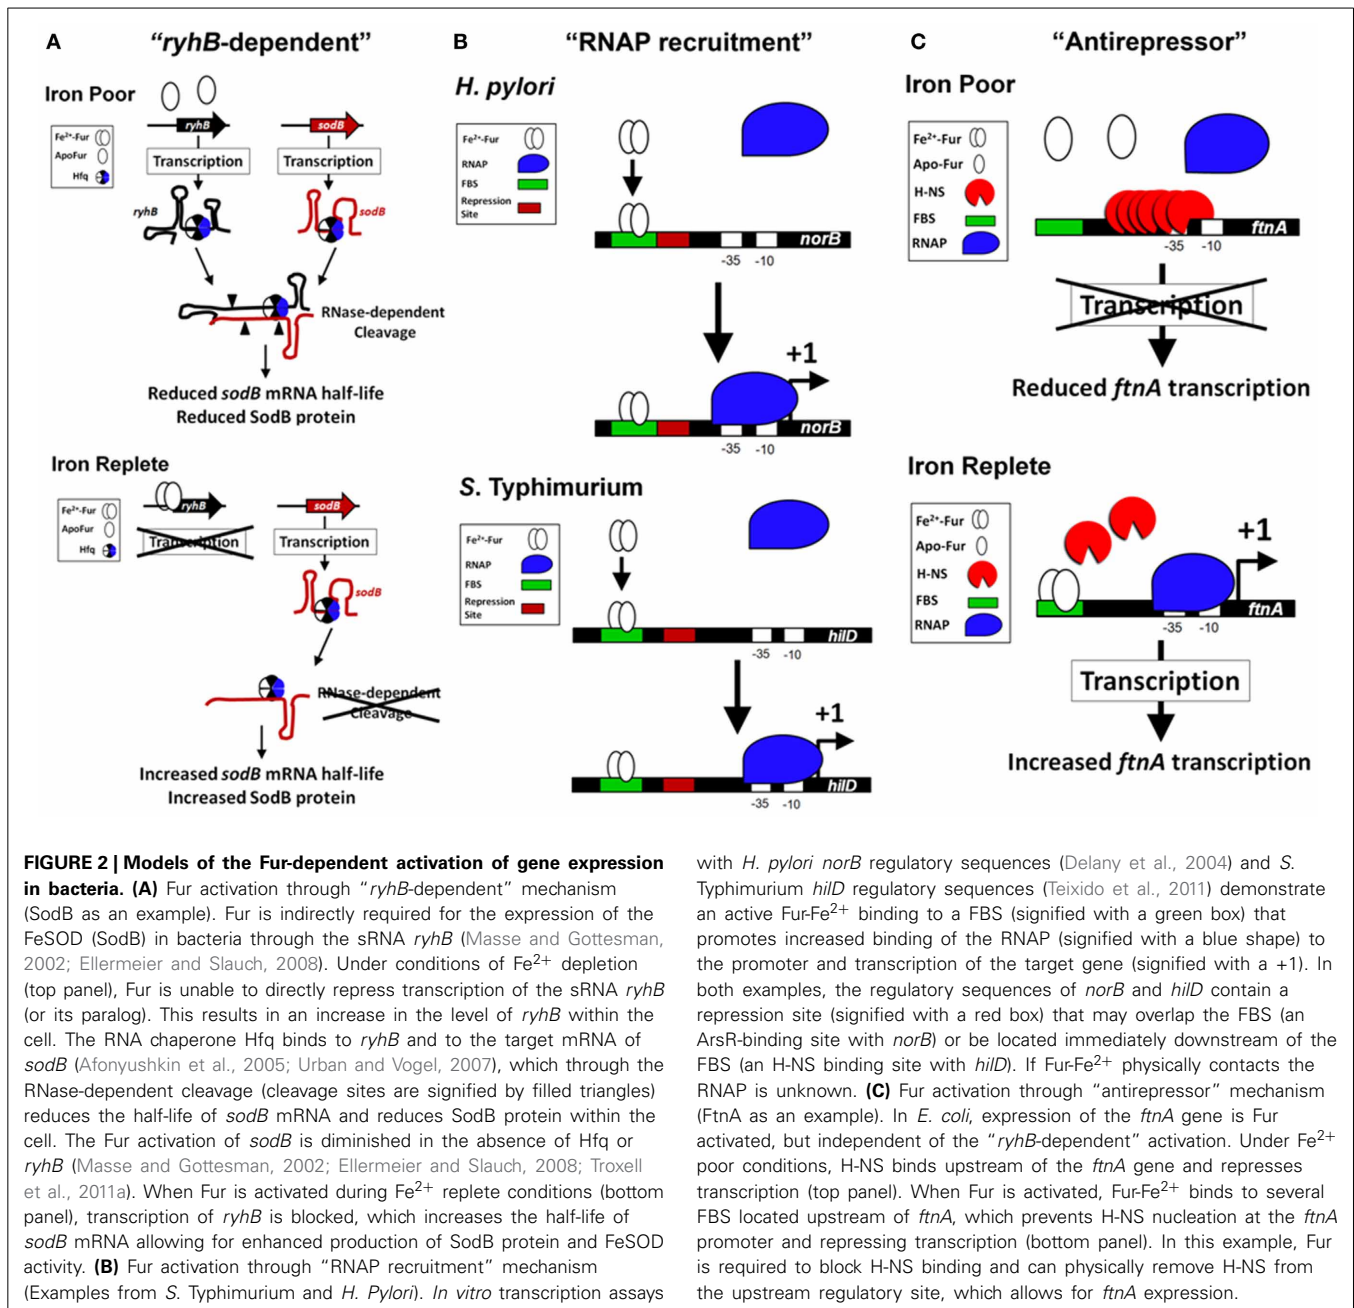 A
"ryhB-dependent"
Iron Poor
Fe²⁺-Fur
ApoFur
Hfq
ryhB
sodB
Transcription
Transcription
ryhB
sodB
RNase-dependent
Cleavage
Reduced sodB mRNA half-life
Reduced SodB protein
Iron Replete
Fe²⁺-Fur
ApoFur
Hfq
ryhB
sodB
Transcription
Transcription
sodB
RNase-dependent
Cleavage
Increased sodB mRNA half-life
Increased SodB protein
B
"RNAP recruitment"
H. pylori
Fe²⁺-Fur
RNAP
FBS
Repression
Site
norB
-35 -10
+1
norB
-35 -10
S. Typhimurium
Fe²⁺-Fur
RNAP
FBS
Repression
Site
hilD
-35 -10
+1
hilD
-35 -10
C
"Antirepressor"
Iron Poor
Fe²⁺-Fur
Apo-Fur
H-NS
FBS
RNAP
ftnA
-35 -10
Transcription
Reduced ftnA transcription
Iron Replete
Fe²⁺-Fur
Apo-Fur
H-NS
FBS
RNAP
+1
ftnA
-35 -10
Transcription
Increased ftnA transcription
FIGURE 2 | Models of the Fur-dependent activation of gene expression
in bacteria. (A) Fur activation through "ryhB-dependent" mechanism
(SodB as an example). Fur is indirectly required for the expression of the
FeSOD (SodB) in bacteria through the sRNA ryhB (Masse and Gottesman,
2002; Ellermeier and Slauch, 2008). Under conditions of Fe²⁺ depletion
(top panel), Fur is unable to directly repress transcription of the sRNA ryhB
(or its paralog). This results in an increase in the level of ryhB within the
cell. The RNA chaperone Hfq binds to ryhB and to the target mRNA of
sodB (Afonyushkin et al., 2005; Urban and Vogel, 2007), which through the
RNase-dependent cleavage (cleavage sites are signified by filled triangles)
reduces the half-life of sodB mRNA and reduces SodB protein within the
cell. The Fur activation of sodB is diminished in the absence of Hfq or
ryhB (Masse and Gottesman, 2002; Ellermeier and Slauch, 2008; Troxell
et al., 2011a). When Fur is activated during Fe²⁺ replete conditions (bottom
panel), transcription of ryhB is blocked, which increases the half-life of
sodB mRNA allowing for enhanced production of SodB protein and FeSOD
activity. (B) Fur activation through "RNAP recruitment" mechanism
(Examples from S. Typhimurium and H. Pylori). In vitro transcription assays
with H. pylori norB regulatory sequences (Delany et al., 2004) and S.
Typhimurium hilD regulatory sequences (Teixido et al., 2011) demonstrate
an active Fur-Fe²⁺ binding to a FBS (signified with a green box) that
promotes increased binding of the RNAP (signified with a blue shape) to
the promoter and transcription of the target gene (signified with a +1). In
both examples, the regulatory sequences of norB and hilD contain a
repression site (signified with a red box) that may overlap the FBS (an
ArsR-binding site with norB) or be located immediately downstream of the
FBS (an H-NS binding site with hilD). If Fur-Fe²⁺ physically contacts the
RNAP is unknown. (C) Fur activation through "antirepressor" mechanism
(FtnA as an example). In E. coli, expression of the ftnA gene is Fur
activated, but independent of the "ryhB-dependent" activation. Under Fe²⁺
poor conditions, H-NS binds upstream of the ftnA gene and represses
transcription (top panel). When Fur is activated, Fur-Fe²⁺ binds to several
FBS located upstream of ftnA, which prevents H-NS nucleation at the ftnA
promoter and repressing transcription (bottom panel). In this example, Fur
is required to block H-NS binding and can physically remove H-NS from
the upstream regulatory site, which allows for ftnA expression.